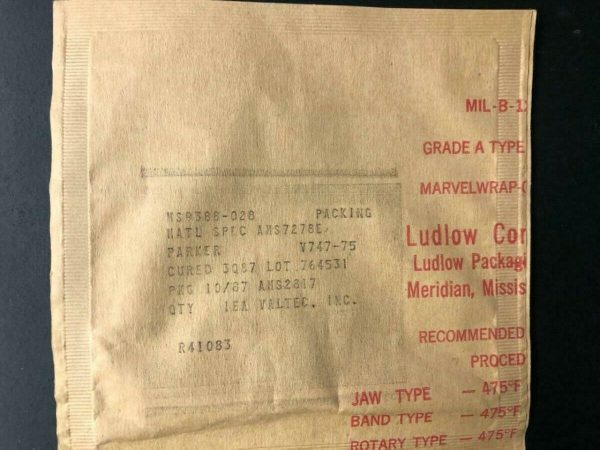 MIL-B-1
GRADE A TYPE
MARVELWRAP-
Ludlow Cor
Ludlow Packag
Meridian, Missis
RECOMMENDED
PROCED
JAW TYPE — 475°F
BAND TYPE — 475°F
ROTARY TYPE — 475°F
MS9388-028 PACKING
MATL SPEC AMS7278E
PARKER V747-75
CURED 3Q87 LOT 764531
PKG 10/87 AMS2817
QTY 1EA VALTEC, INC.
R41083